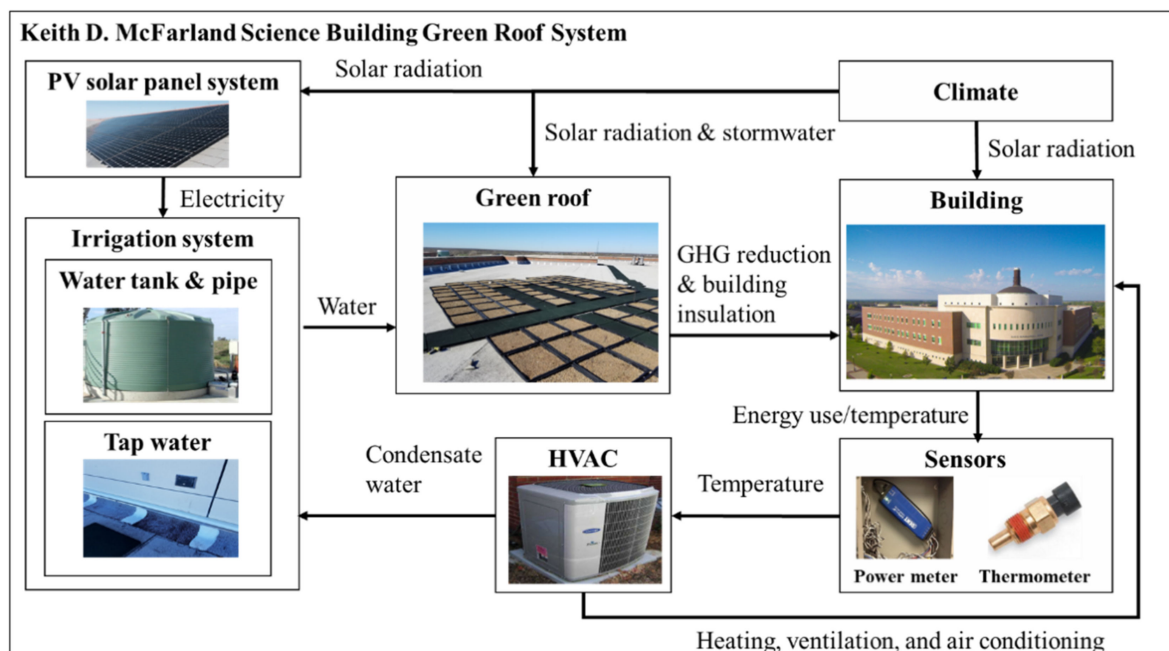 Keith D. McFarland Science Building Green Roof System
PV solar panel system
Solar radiation
Climate
Solar radiation & stormwater
Solar radiation
Electricity
Green roof
Building
Irrigation system
Water tank & pipe
Water
GHG reduction
& building
insulation
Energy use/temperature
Tap water
Condensate
water
HVAC
Temperature
Sensors
Power meter
Thermometer
Heating, ventilation, and air conditioning